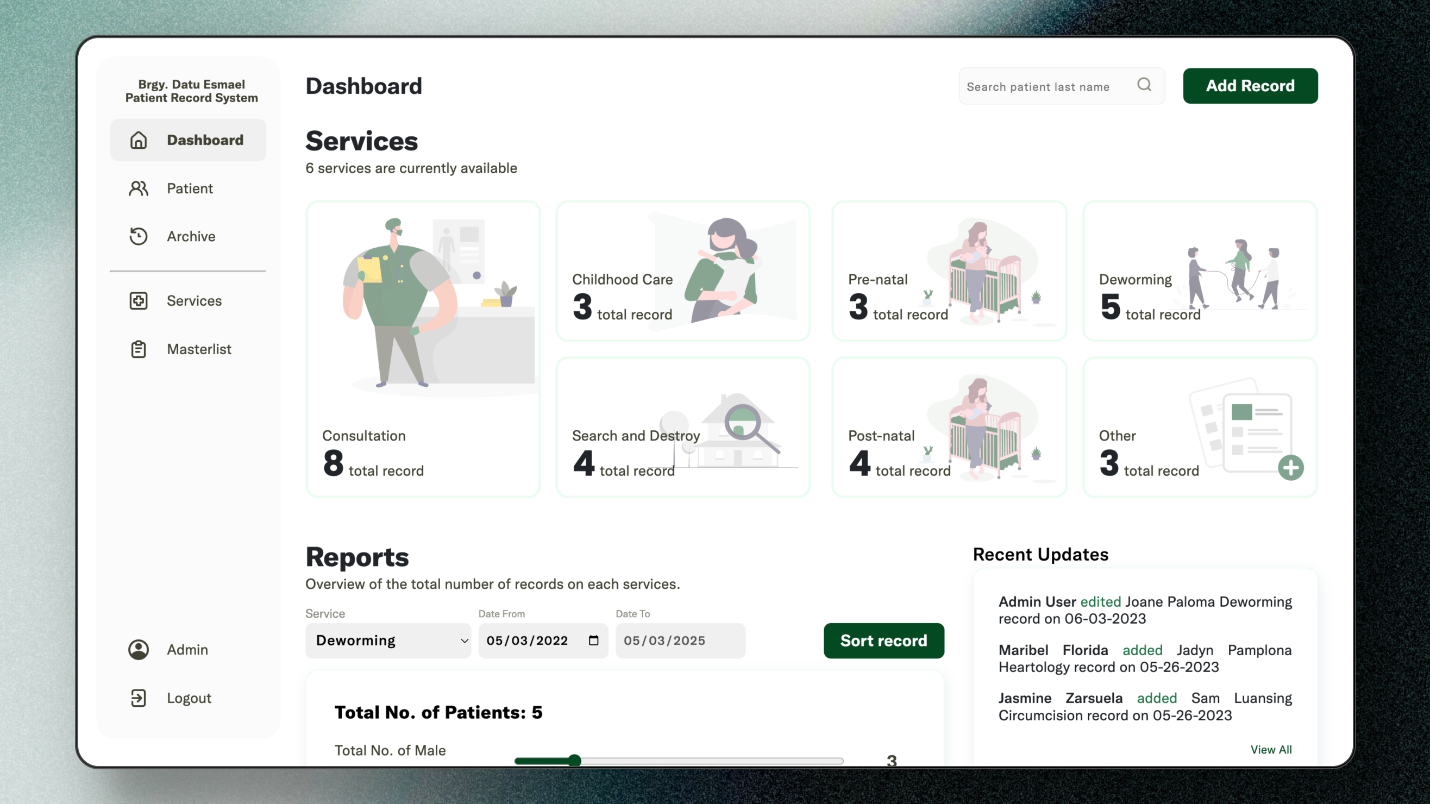 Brgy. Datu Esmael
Patient Record System
Dashboard
Patient
Archive
Services
Masterlist
Admin
Logout
Dashboard
Search patient last name
Add Record
Services
6 services are currently available
Consultation
8 total record
Childhood Care
3 total record
Pre-natal
3 total record
Deworming
5 total record
Search and Destroy
4 total record
Post-natal
4 total record
Other
3 total record
Reports
Overview of the total number of records on each services.
Service
Date From
Date To
Deworming
05/03/2022
05/03/2025
Sort record
Total No. of Patients: 5
Total No. of Male
3
Recent Updates
Admin User edited Joane Paloma Deworming
record on 06-03-2023
Maribel Florida added Jadyn Pamplona
Heartology record on 05-26-2023
Jasmine Zarsuela added Sam Luansing
Circumcision record on 05-26-2023
View All